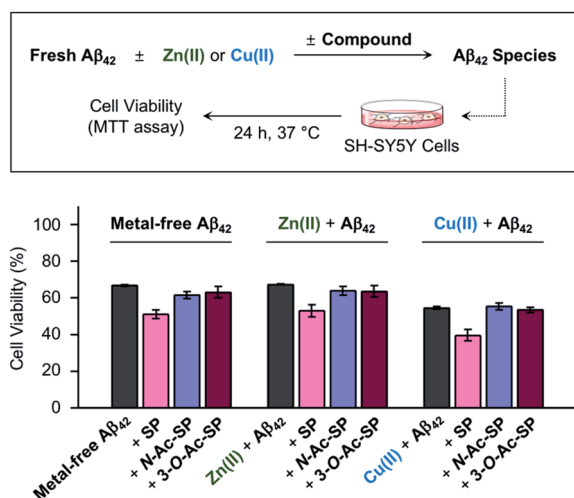 Fresh Aβ₄₂ ± Zn(II) or Cu(II) ± Compound Aβ₄₂ Species
Cell Viability
(MTT assay)
24 h, 37 °C
SH-SY5Y Cells
Metal-free Aβ₄₂
Zn(II) + Aβ₄₂
Cu(II) + Aβ₄₂
Cell Viability (%)
100
80
60
40
20
0
Metal-free Aβ₄₂
+ SP
+ N-Ac-SP
+ 3-O-Ac-SP
Zn(II) + Aβ₄₂
+ SP
+ N-Ac-SP
+ 3-O-Ac-SP
Cu(II) + Aβ₄₂
+ SP
+ N-Ac-SP
+ 3-O-Ac-SP